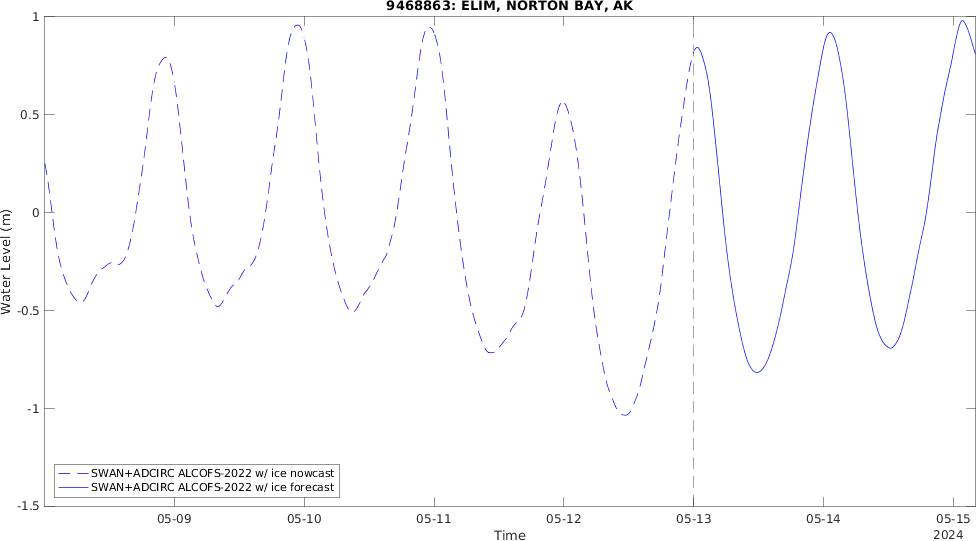 9468863: ELIM, NORTON BAY, AK
1
0.5
0
-0.5
-1
-1.5
Water Level (m)
SWAN+ADCIRC ALCOFS-2022 w/ ice nowcast
SWAN+ADCIRC ALCOFS-2022 w/ ice forecast
05-09 05-10 05-11 05-12 05-13 05-14 05-15
Time 2024